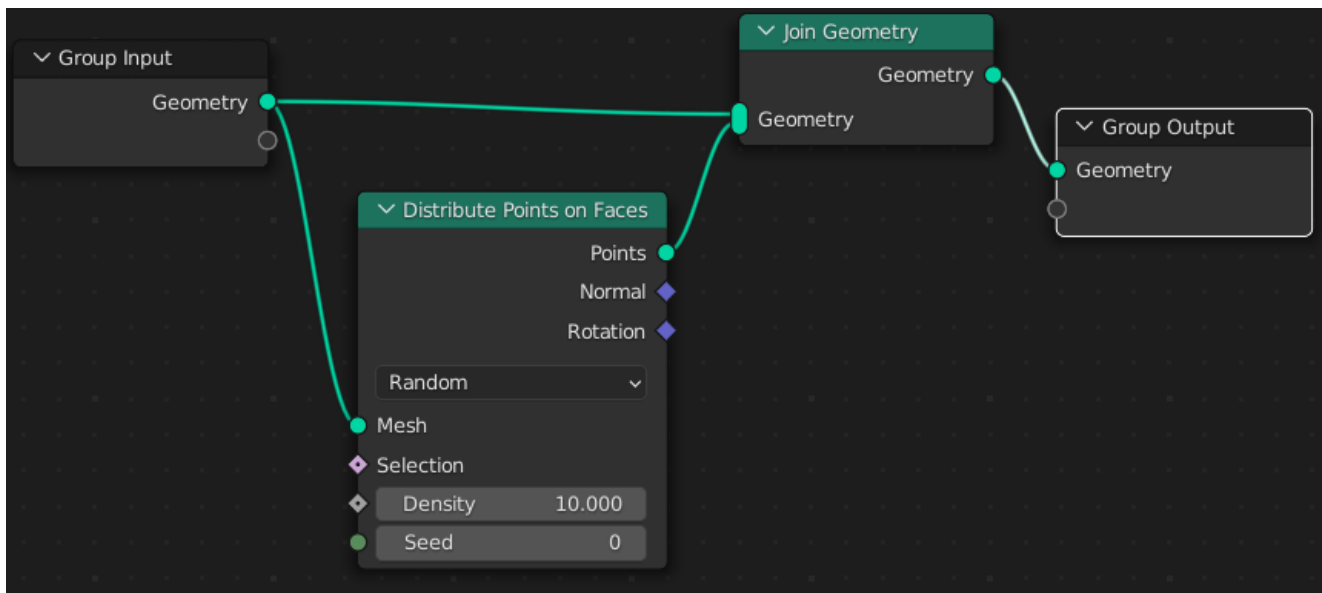 Group Input
Geometry
Join Geometry
Geometry
Geometry
Group Output
Geometry
Distribute Points on Faces
Points
Normal
Rotation
Random
Mesh
Selection
Density 10.000
Seed 0